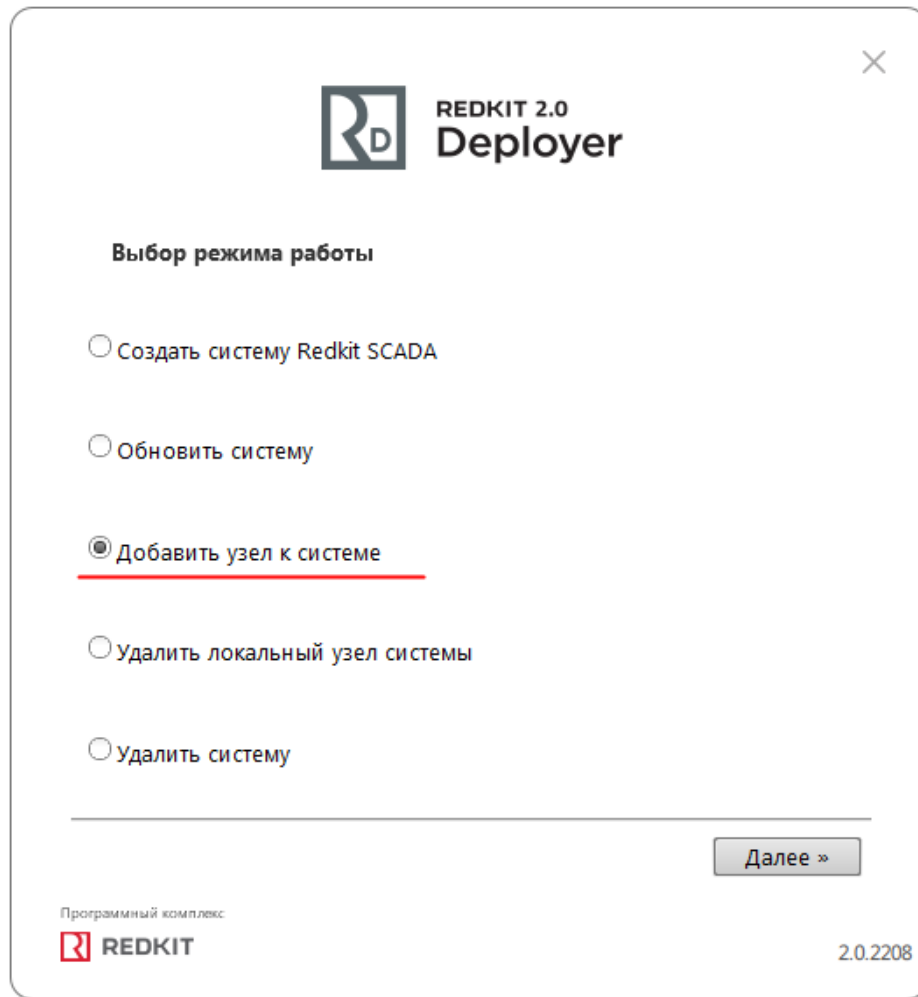 REDKIT 2.0
Deployer
Выбор режима работы
Создать систему Redkit SCADA
Обновить систему
Добавить узел к системе
Удалить локальный узел системы
Удалить систему
Далее »
Программный комплекс
REDKIT
2.0.2208